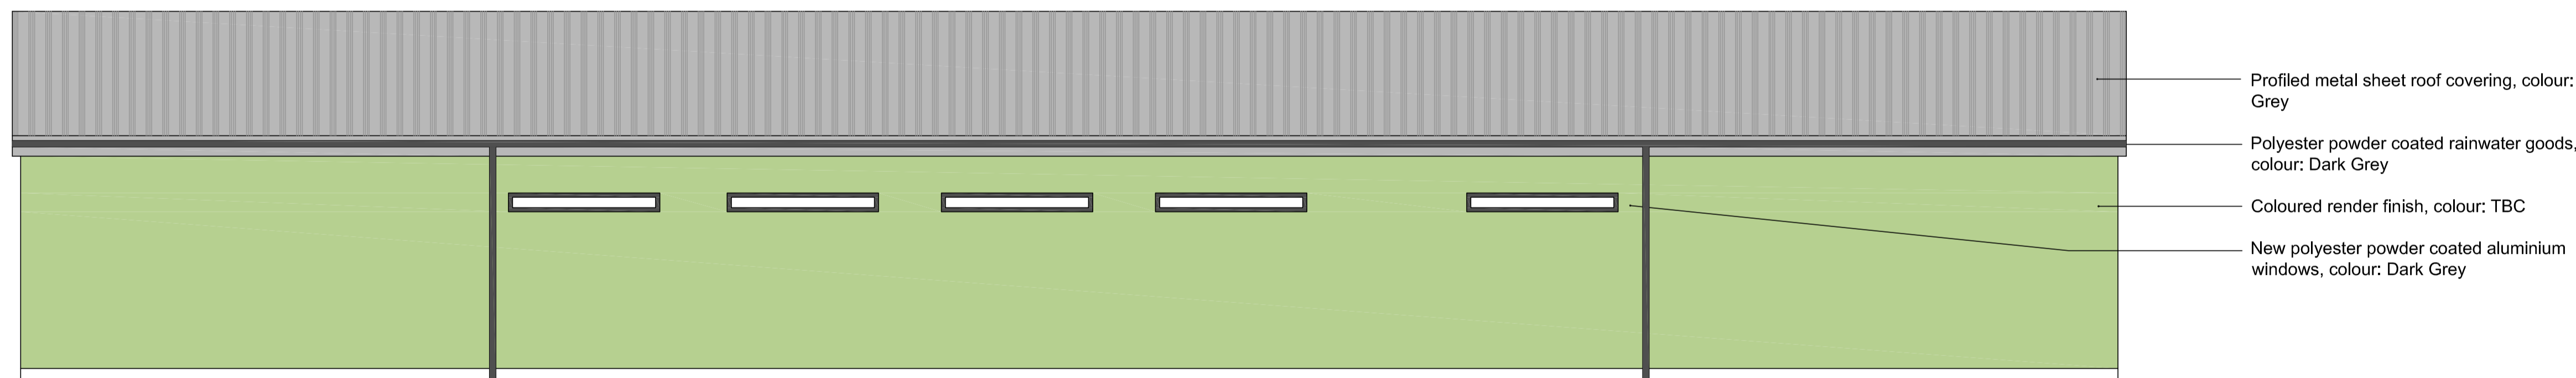 Profiled metal sheet roof covering, colour:
Grey
Polyester powder coated rainwater goods,
colour: Dark Grey
Coloured render finish, colour: TBC
New polyester powder coated aluminium
windows, colour: Dark Grey